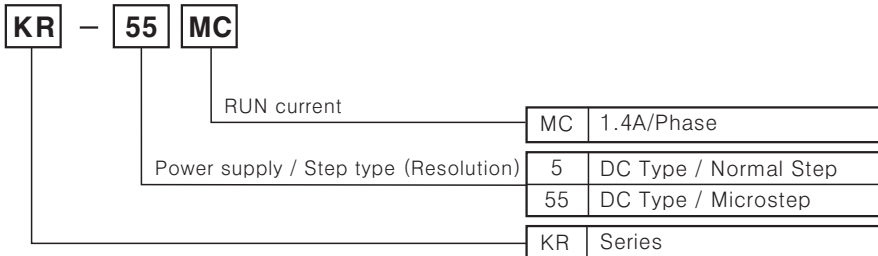 KR – 55 MC
RUN current
MC 1.4A/Phase
Power supply / Step type (Resolution) 5 DC Type / Normal Step
55 DC Type / Microstep
KR Series